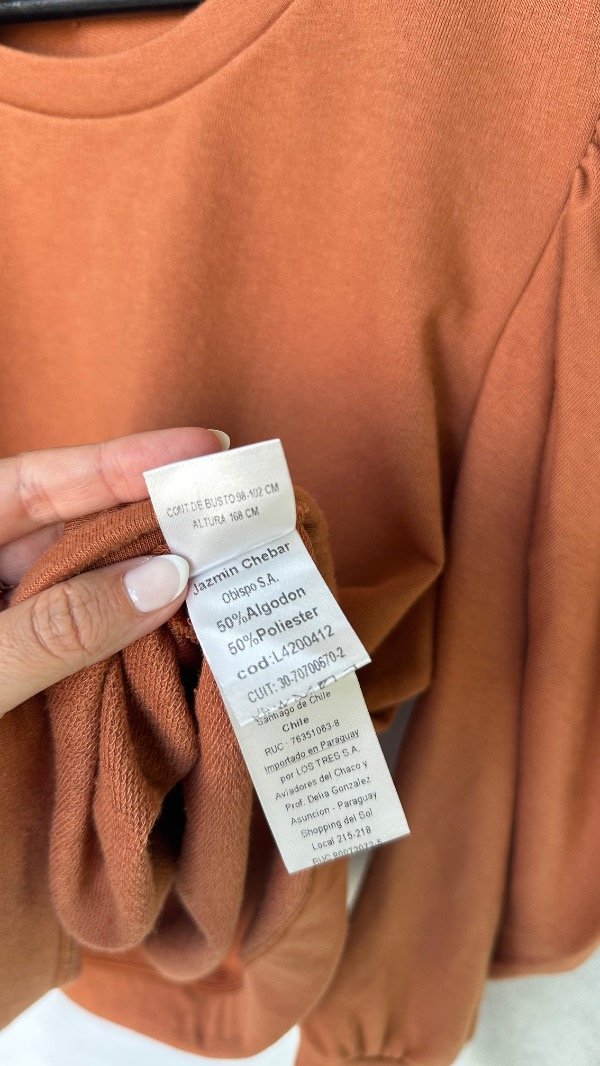 CONT.DE BUSTO 98-102 CM
ALTURA 168 CM
Jazmin Chebar
Obispo S.A.
50%Algodon
50%Poliester
cod:L4200412
CUIT: 30-70700670-2
Santiago de Chile
Chile
RUC - 76351063-8
Importado en Paraguay
por LOS TRES S.A.
Aviadores del Chaco y
Prof. Delia Gonzalez
Asuncion - Paraguay
Shopping del Sol
Local 215-218
RUC